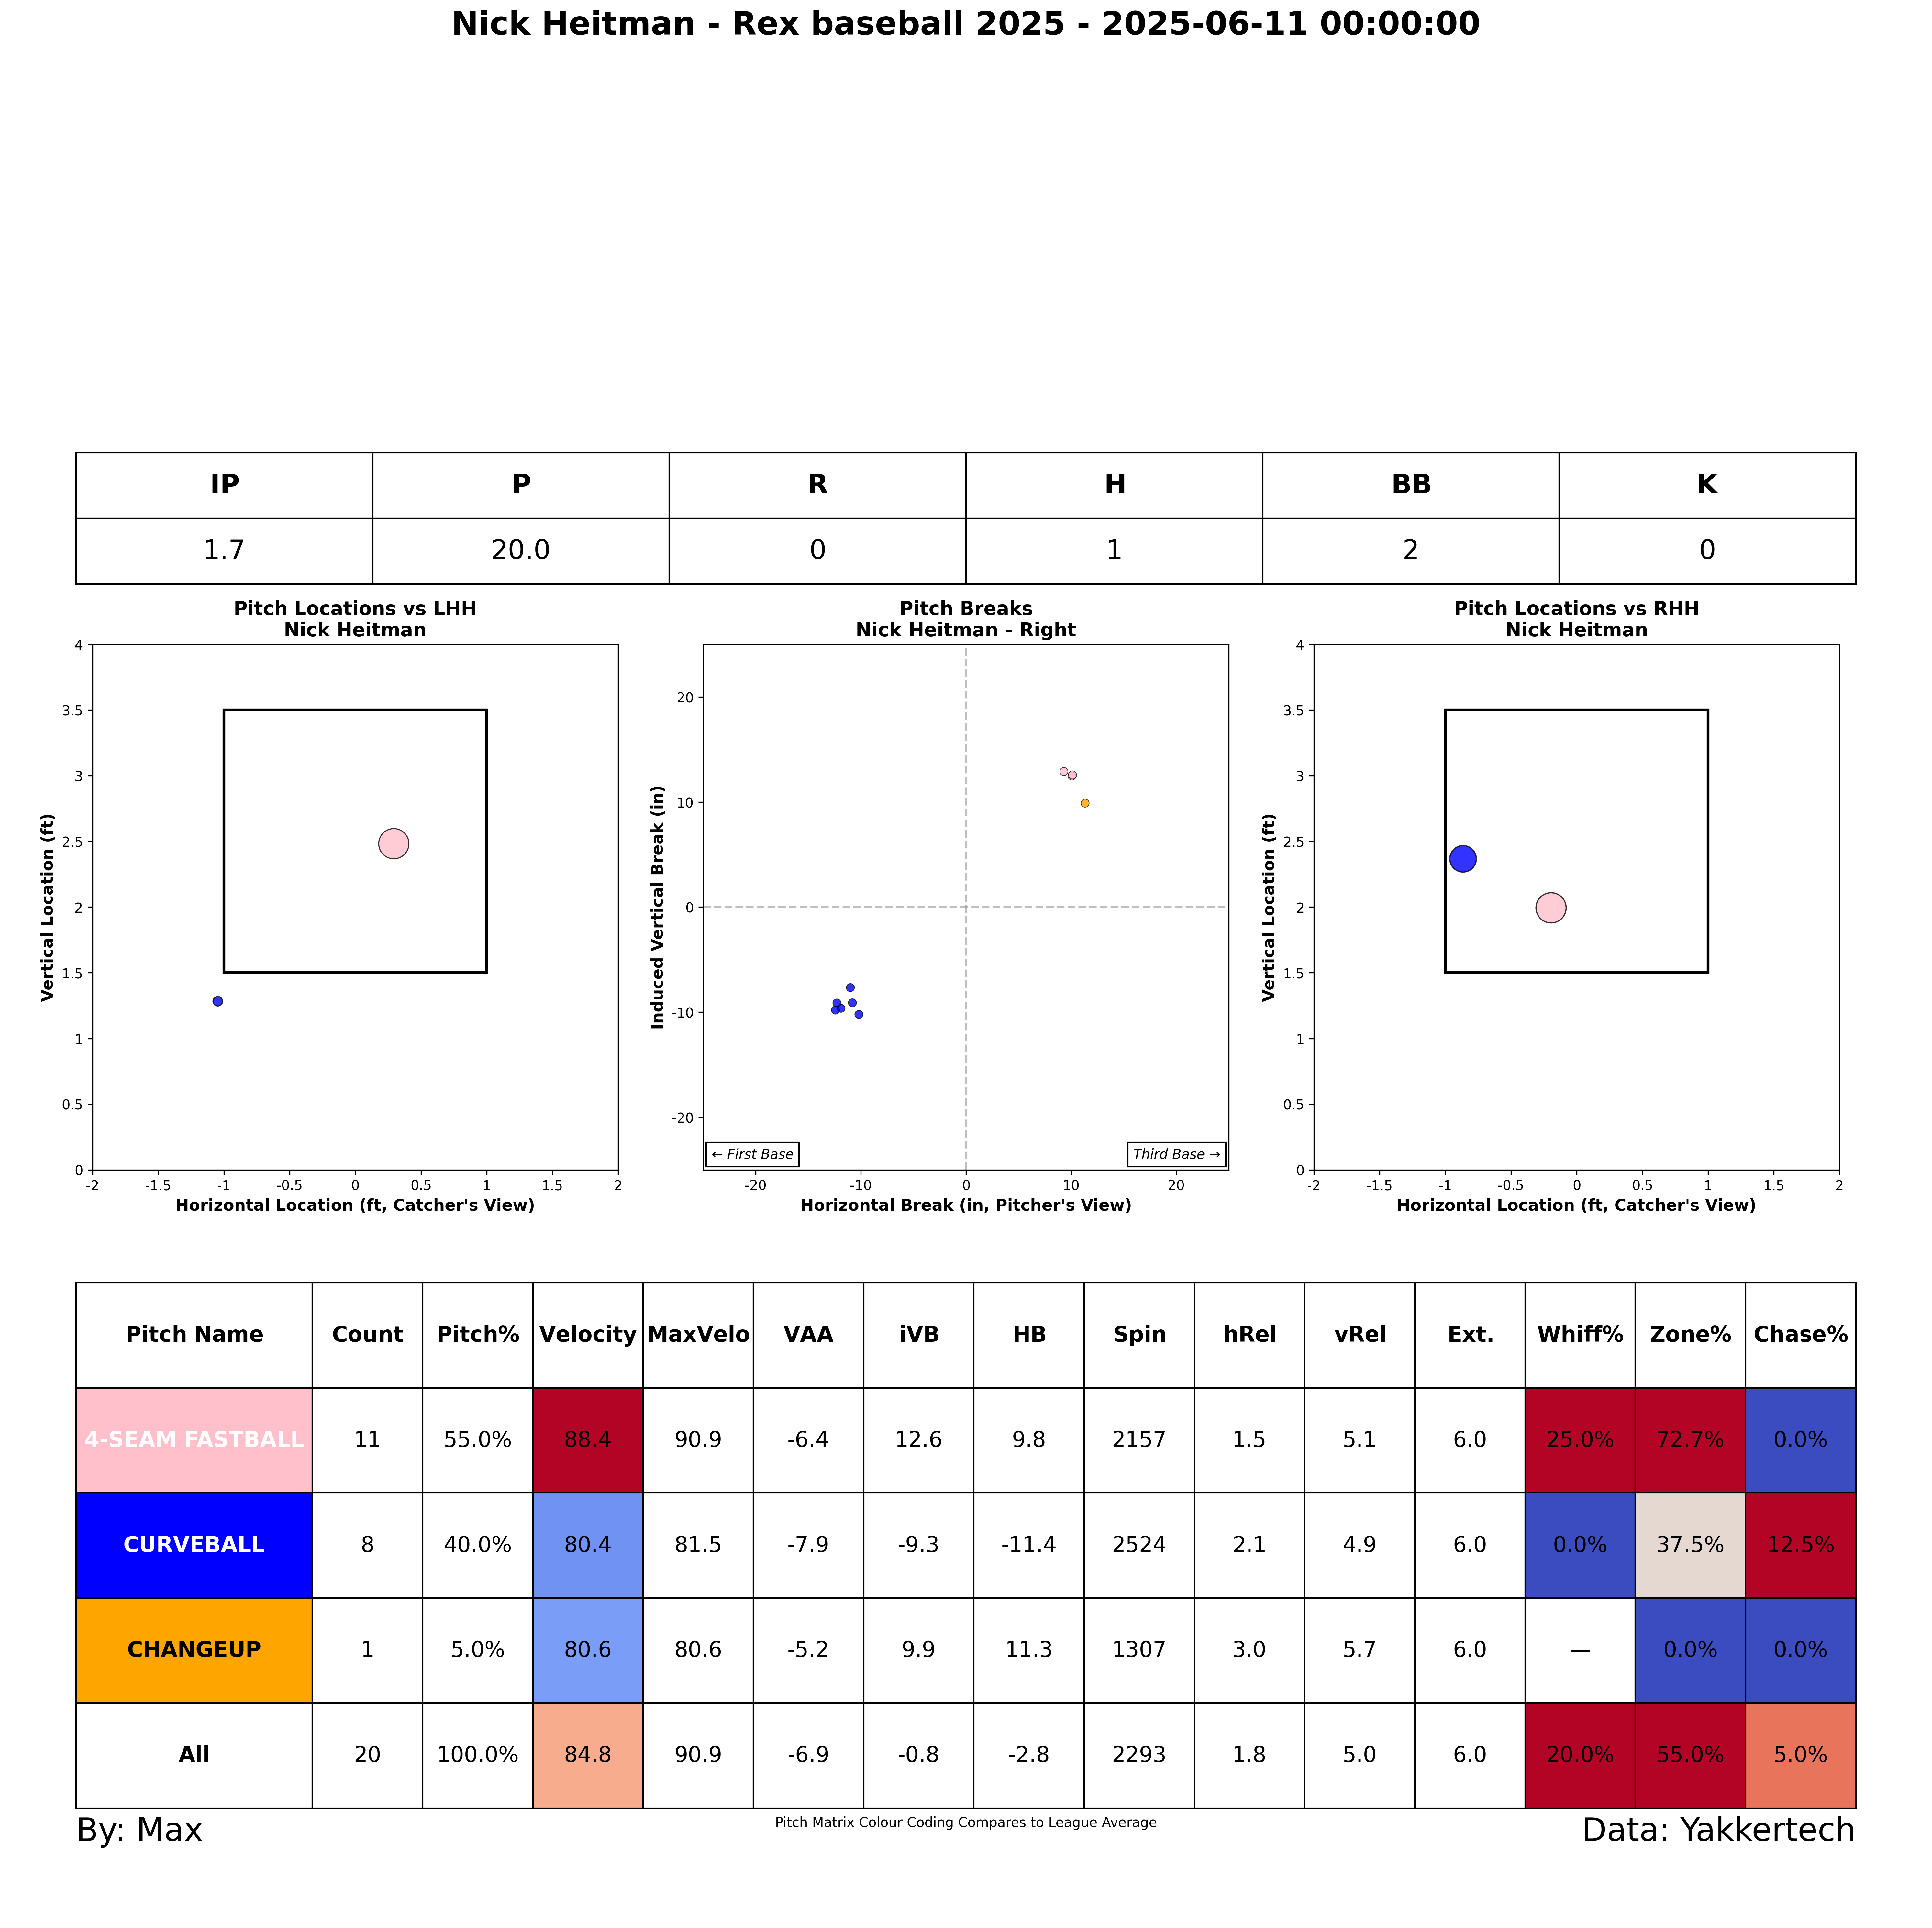 Nick Heitman - Rex baseball 2025 - 2025-06-11 00:00:00
IP P R H BB K
1.7 20.0 0 1 2 0
Pitch Locations vs LHH
Nick Heitman
4
3.5
3
2.5
2
1.5
1
0.5
0
Vertical Location (ft)
-2 -1.5 -1 -0.5 0 0.5 1 1.5 2
Horizontal Location (ft, Catcher's View)
Pitch Breaks
Nick Heitman - Right
20
10
0
-10
-20
Induced Vertical Break (in)
← First Base
Third Base →
-20 -10 0 10 20
Horizontal Break (in, Pitcher's View)
Pitch Locations vs RHH
Nick Heitman
4
3.5
3
2.5
2
1.5
1
0.5
0
Vertical Location (ft)
-2 -1.5 -1 -0.5 0 0.5 1 1.5 2
Horizontal Location (ft, Catcher's View)
Pitch Name Count Pitch% Velocity MaxVelo VAA iVB HB Spin hRel vRel Ext. Whiff% Zone% Chase%
4-SEAM FASTBALL 11 55.0% 88.4 90.9 -6.4 12.6 9.8 2157 1.5 5.1 6.0 25.0% 72.7% 0.0%
CURVEBALL 8 40.0% 80.4 81.5 -7.9 -9.3 -11.4 2524 2.1 4.9 6.0 0.0% 37.5% 12.5%
CHANGEUP 1 5.0% 80.6 80.6 -5.2 9.9 11.3 1307 3.0 5.7 6.0 — 0.0% 0.0%
All 20 100.0% 84.8 90.9 -6.9 -0.8 -2.8 2293 1.8 5.0 6.0 20.0% 55.0% 5.0%
By: Max
Pitch Matrix Colour Coding Compares to League Average
Data: Yakkertech